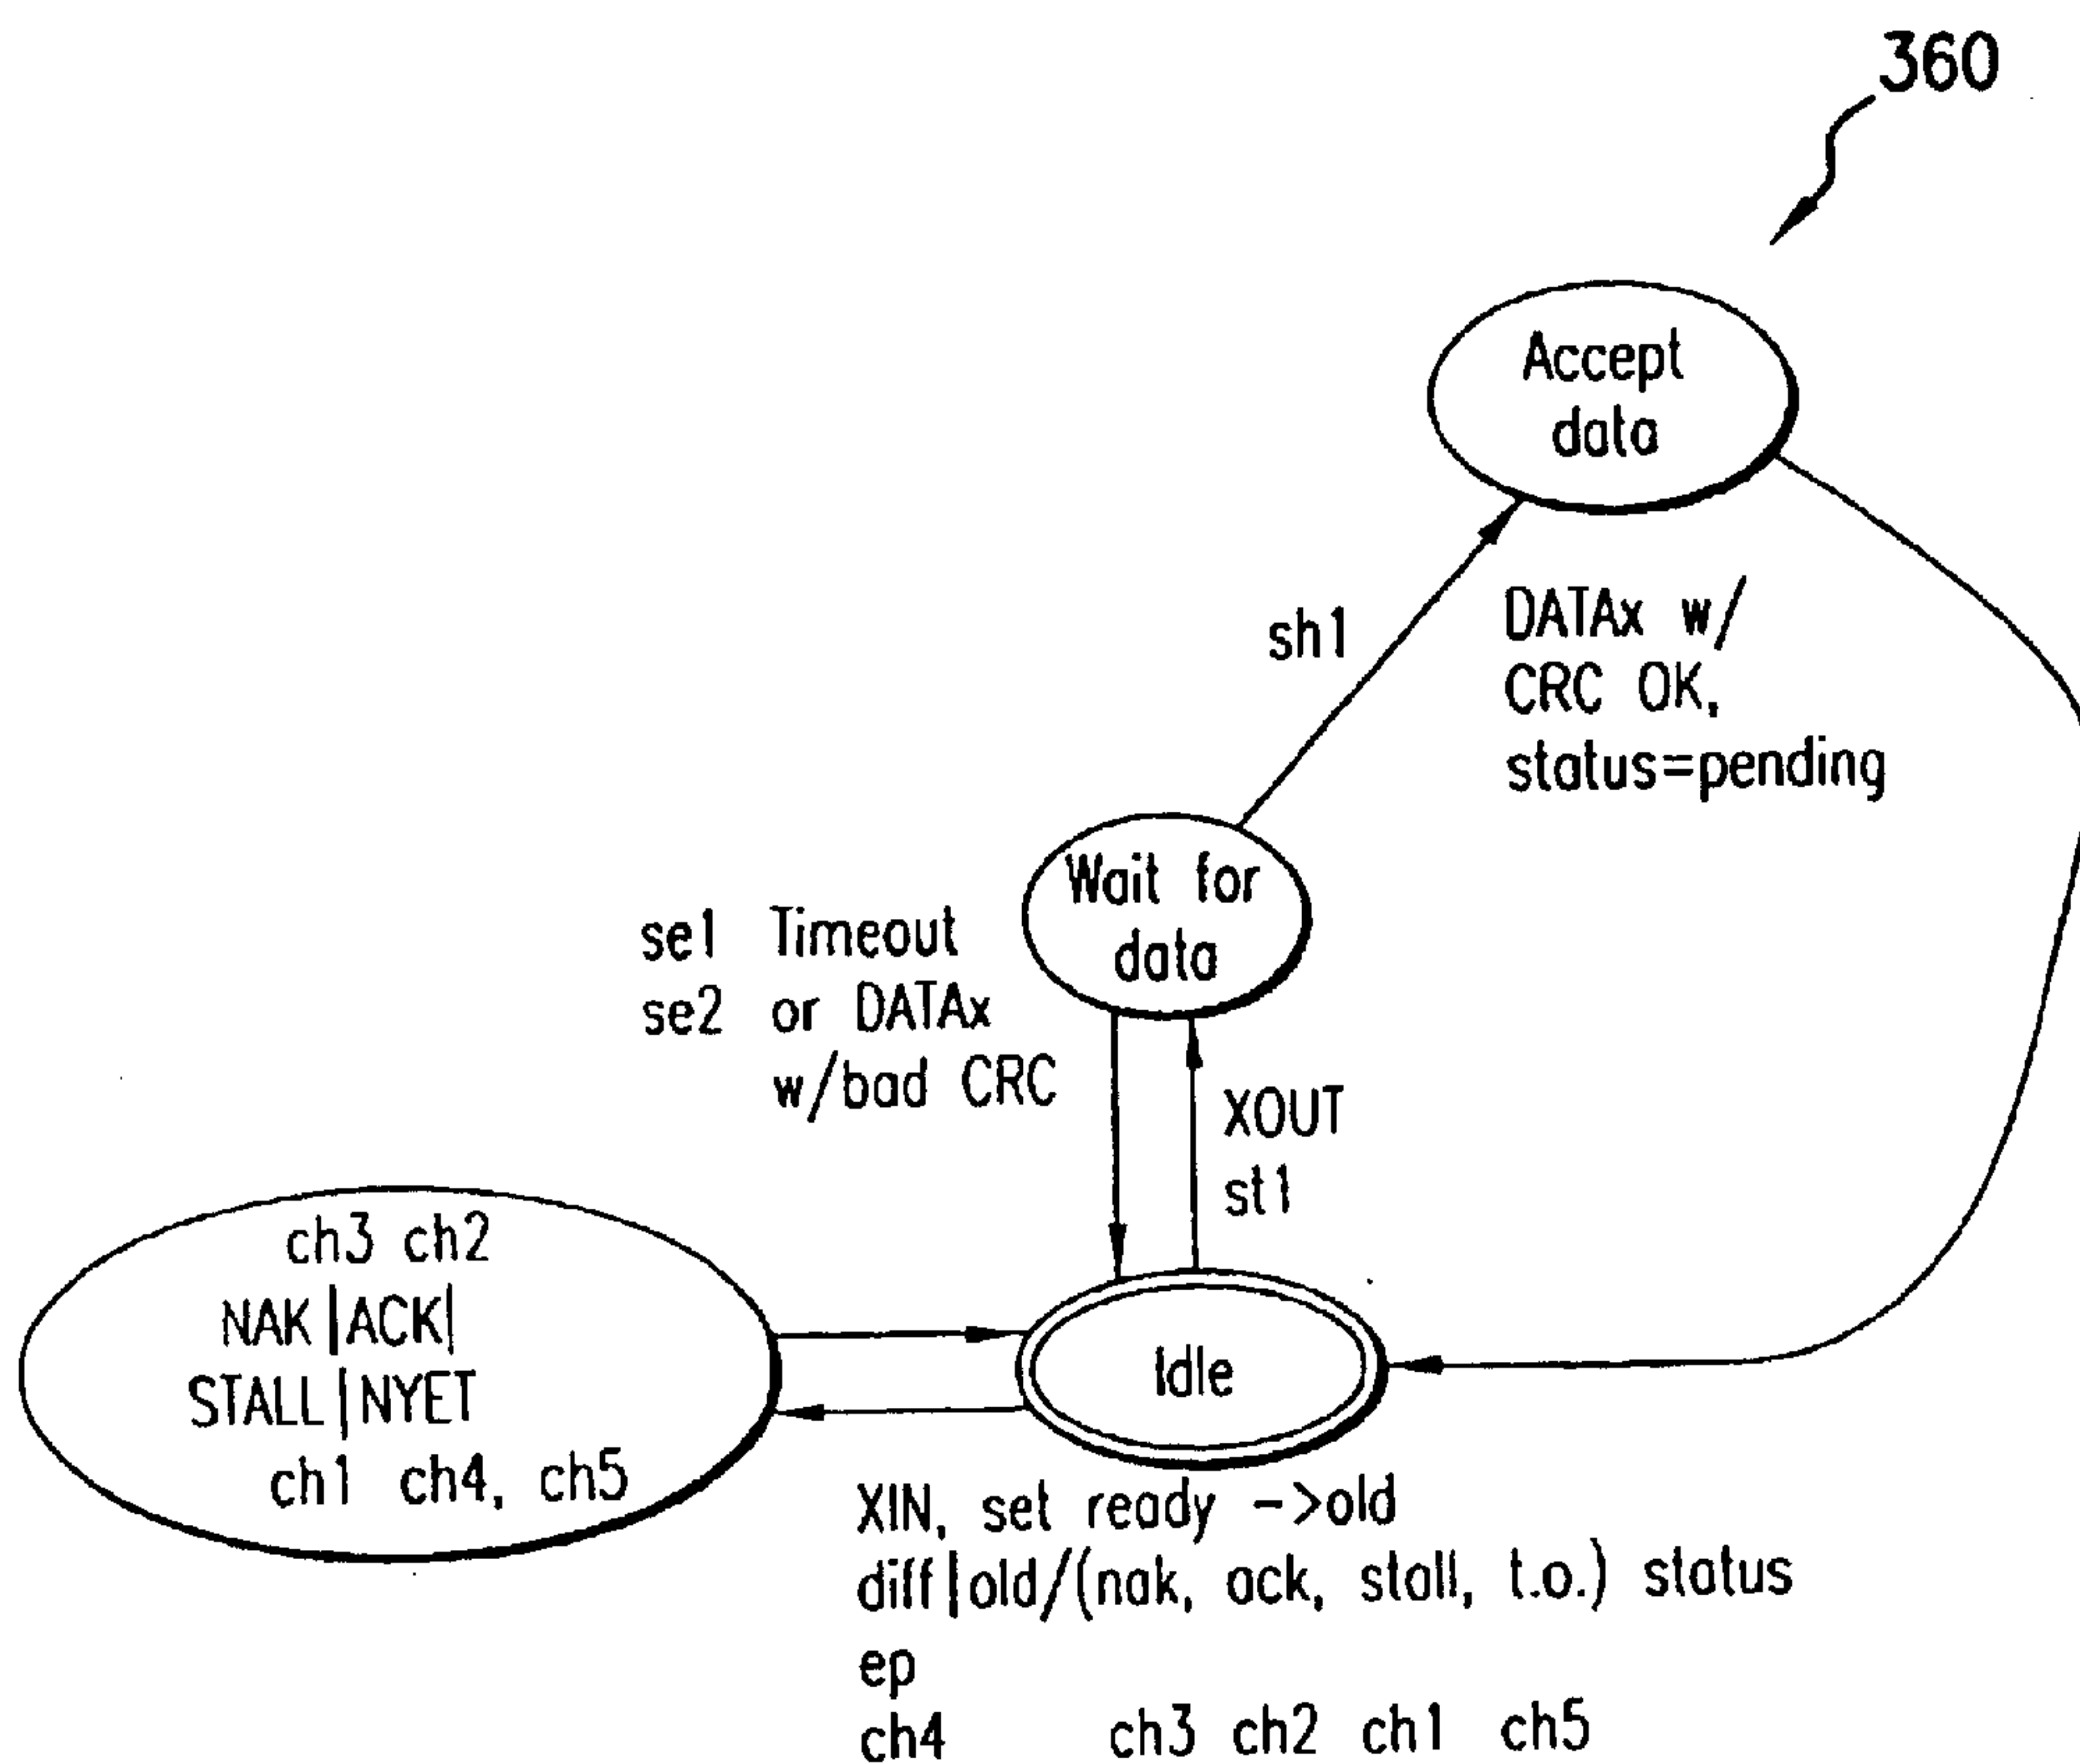 360
Accept
data
sh1
DATAx w/
CRC OK,
status=pending
Wait for
data
se1 Timeout
se2 or DATAx
w/bad CRC
XOUT
st1
ch3 ch2
NAK|ACK|
STALL|NYET
ch1 ch4, ch5
Idle
XIN, set ready ->old
diff|old/(nak, ack, stall, t.o.) status
ep
ch4 ch3 ch2 ch1 ch5